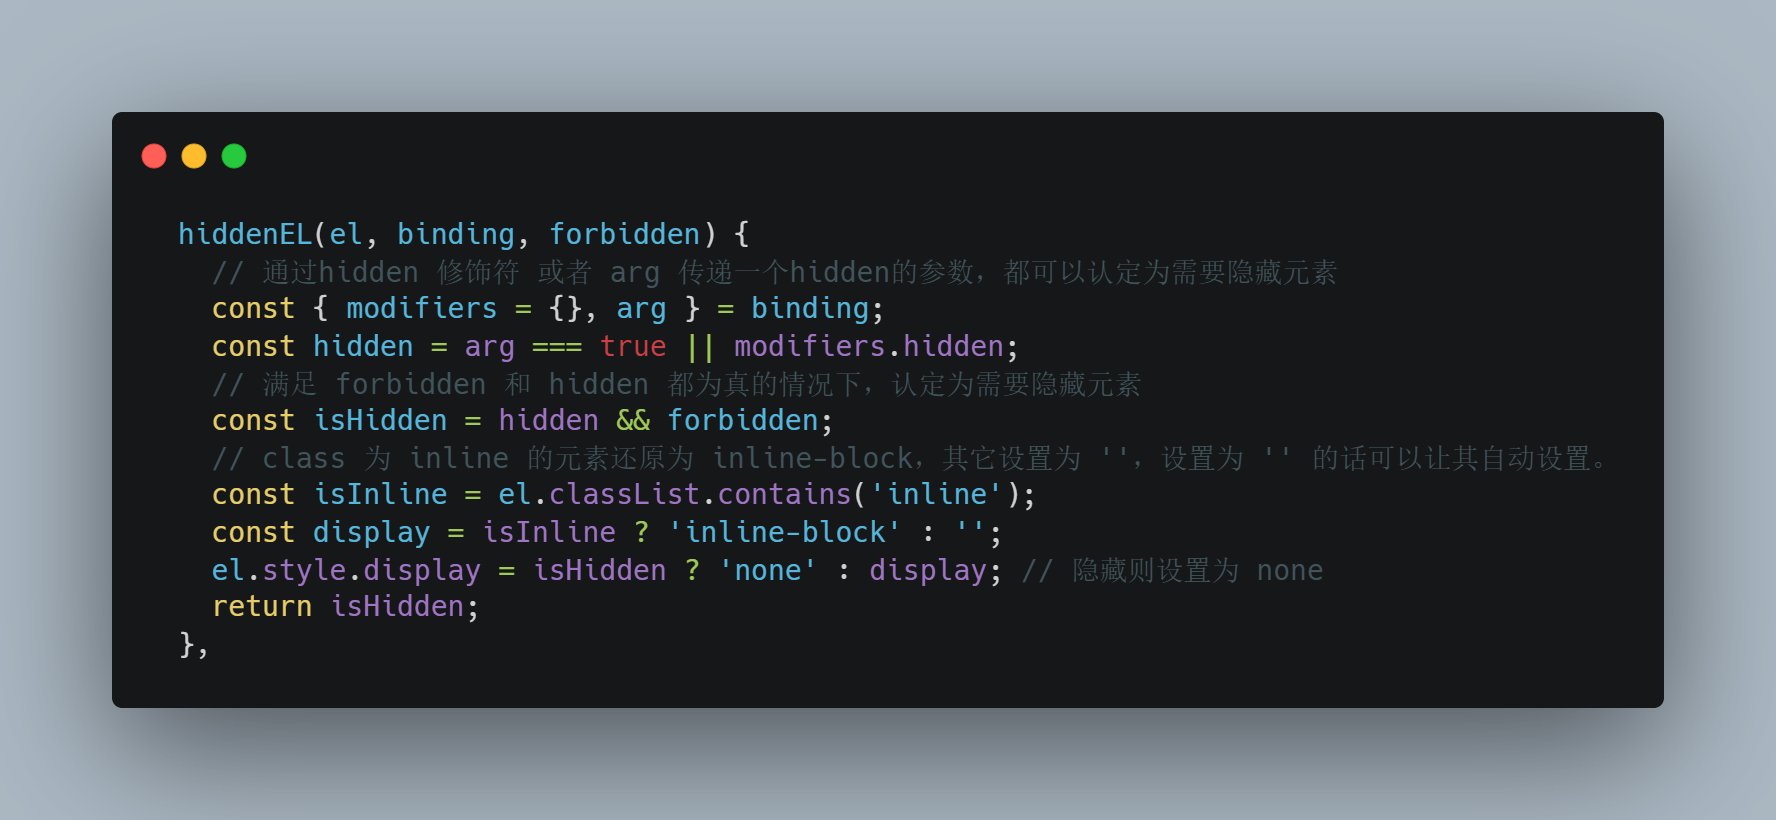 hiddenEL(el, binding, forbidden) {
  // 通过hidden 修饰符 或者 arg 传递一个hidden的参数，都可以认定为需要隐藏元素
  const { modifiers = {}, arg } = binding;
  const hidden = arg === true || modifiers.hidden;
  // 满足 forbidden 和 hidden 都为真的情况下，认定为需要隐藏元素
  const isHidden = hidden && forbidden;
  // class 为 inline 的元素还原为 inline-block，其它设置为 ''，设置为 '' 的话可以让其自动设置。
  const isInline = el.classList.contains('inline');
  const display = isInline ? 'inline-block' : '';
  el.style.display = isHidden ? 'none' : display; // 隐藏则设置为 none
  return isHidden;
},